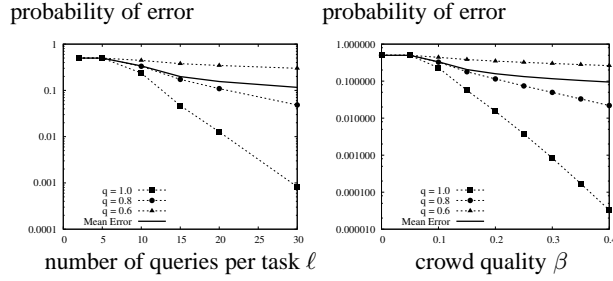 probability of error
1
0.1
0.01
0.001
0.0001
q = 1.0
q = 0.8
q = 0.6
Mean Error
0 5 10 15 20 25 30
number of queries per task ℓ
probability of error
1.000000
0.100000
0.010000
0.001000
0.000100
0.000010
q = 1.0
q = 0.8
q = 0.6
Mean Error
0 0.1 0.2 0.3 0.4
crowd quality β